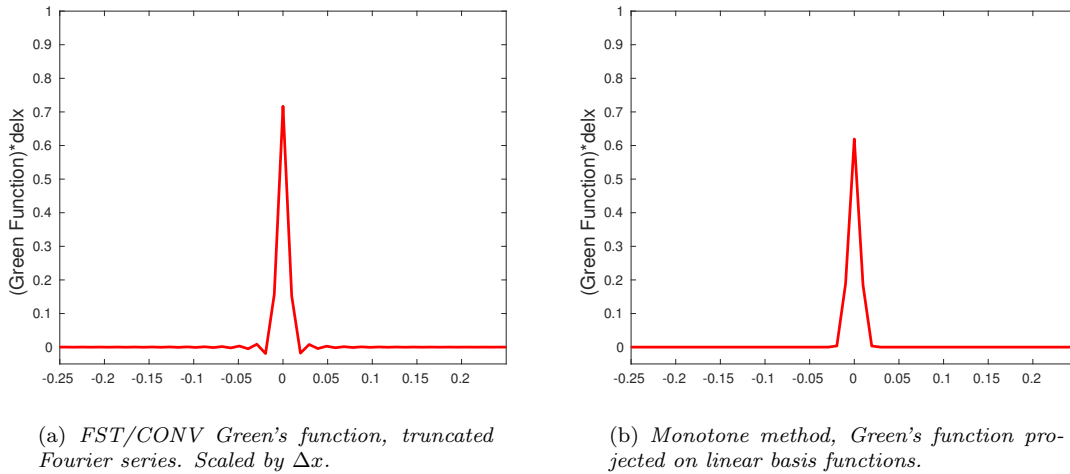 1
0.9
0.8
0.7
0.6
0.5
0.4
0.3
0.2
0.1
0
(Green Function)*delx
-0.25 -0.2 -0.15 -0.1 -0.05 0 0.05 0.1 0.15 0.2
(a) FST/CONV Green's function, truncated
Fourier series. Scaled by Δx.
1
0.9
0.8
0.7
0.6
0.5
0.4
0.3
0.2
0.1
0
(Green Function)*delx
-0.25 -0.2 -0.15 -0.1 -0.05 0 0.05 0.1 0.15 0.2
(b) Monotone method, Green's function pro-
jected on linear basis functions.